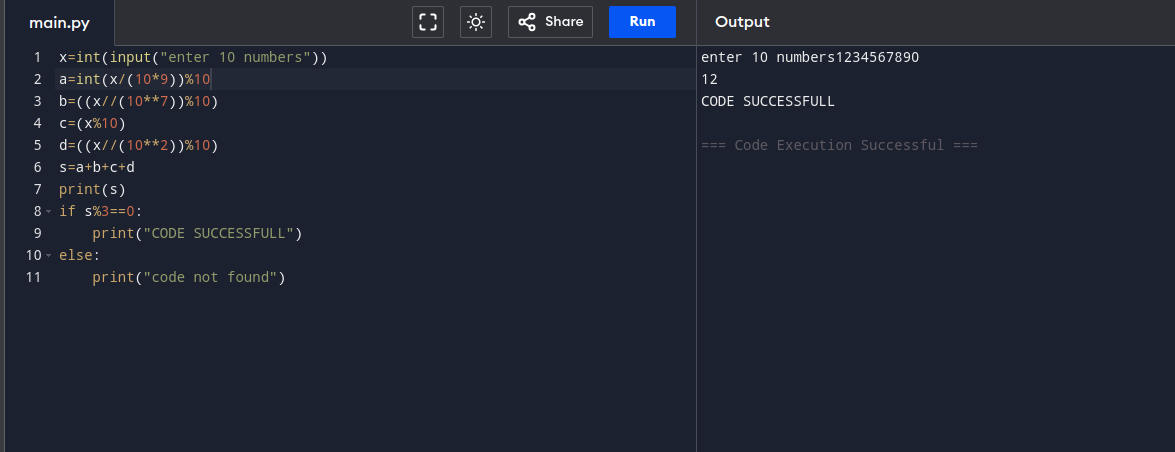 main.py
Share
Run
Output
1 x=int(input("enter 10 numbers"))
2 a=int(x/(10*9))%10
3 b=((x//(10**7))%10)
4 c=(x%10)
5 d=((x//(10**2))%10)
6 s=a+b+c+d
7 print(s)
8 if s%3==0:
9     print("CODE SUCCESSFULL")
10 else:
11     print("code not found")
enter 10 numbers1234567890
12
CODE SUCCESSFULL
=== Code Execution Successful ===